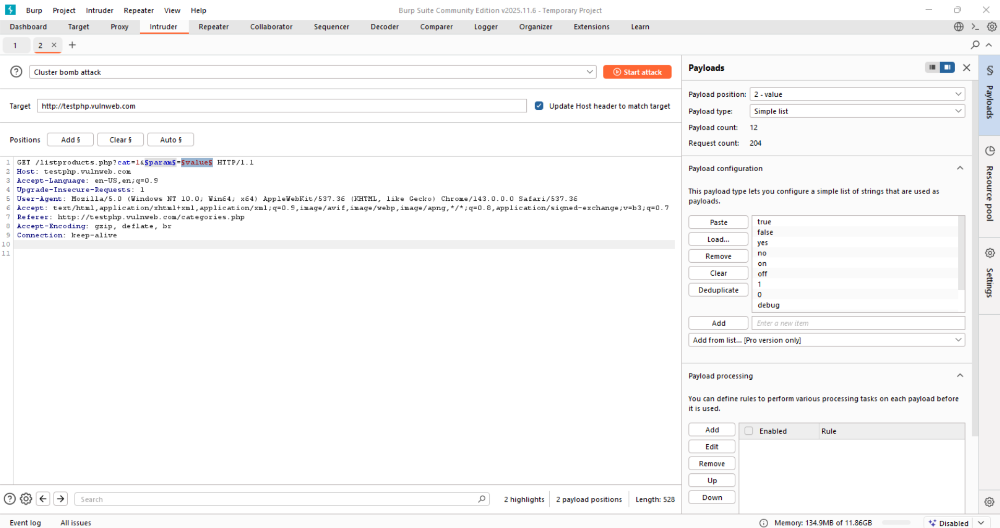 Burp Project Intruder Repeater View Help
Burp Suite Community Edition v2025.11.6 - Temporary Project
Dashboard Target Proxy Intruder Repeater Collaborator Sequencer Decoder Comparer Logger Organizer Extensions Learn
1 2 × +
Cluster bomb attack
Start attack
Target http://testphp.vulnweb.com
Update Host header to match target
Positions Add § Clear § Auto §
1 GET /listproducts.php?cat=1&§param§=§value§ HTTP/1.1
2 Host: testphp.vulnweb.com
3 Accept-Language: en-US,en;q=0.9
4 Upgrade-Insecure-Requests: 1
5 User-Agent: Mozilla/5.0 (Windows NT 10.0; Win64; x64) AppleWebKit/537.36 (KHTML, like Gecko) Chrome/143.0.0.0 Safari/537.36
6 Accept: text/html,application/xhtml+xml,application/xml;q=0.9,image/avif,image/webp,image/apng,*/*;q=0.8,application/signed-exchange;v=b3;q=0.7
7 Referer: http://testphp.vulnweb.com/categories.php
8 Accept-Encoding: gzip, deflate, br
9 Connection: keep-alive
10
11
Search
2 highlights
2 payload positions
Length: 528
Payloads
Payload position: 2 - value
Payload type: Simple list
Payload count: 12
Request count: 204
Payload configuration
This payload type lets you configure a simple list of strings that are used as
payloads.
Paste
Load...
Remove
Clear
Deduplicate
true
false
yes
no
on
off
1
0
debug
Add Enter a new item
Add from list... [Pro version only]
Payload processing
You can define rules to perform various processing tasks on each payload before
it is used.
Add
Edit
Remove
Up
Down
Enabled Rule
§ Payloads
Resource pool
Settings
Event log All issues
Memory: 134.9MB of 11.86GB
Disabled